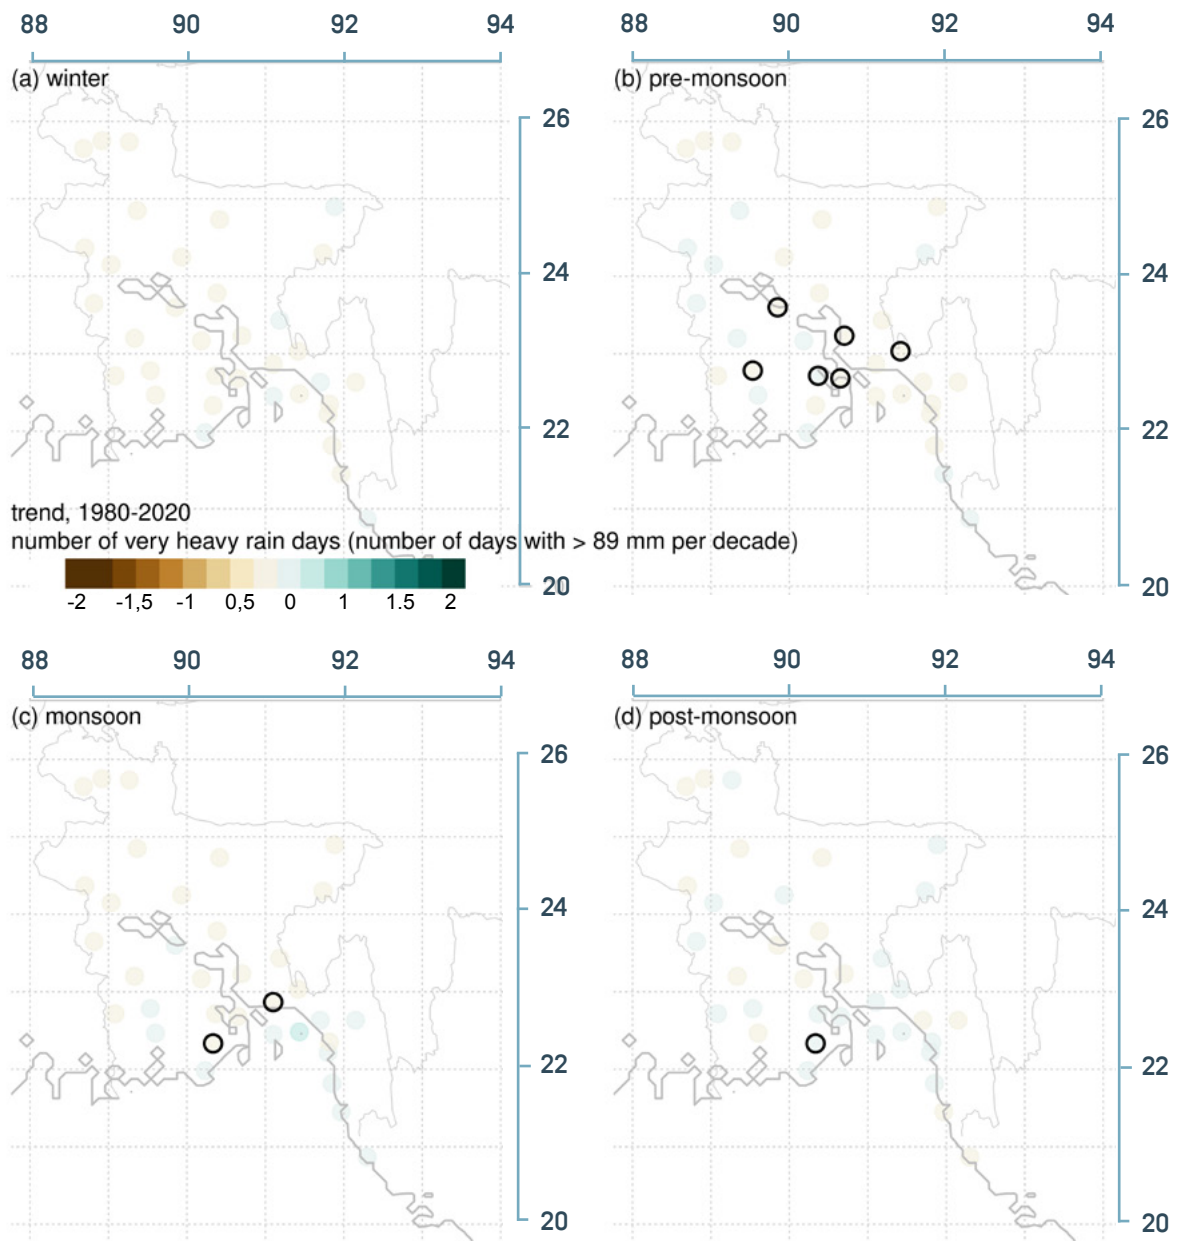 88 90 92 94 88 90 92 94
(a) winter (b) pre-monsoon
26 26
24 24
22 22
trend, 1980-2020
number of very heavy rain days (number of days with > 89 mm per decade)
20 20
-2 -1,5 -1 0,5 0 1 1.5 2
88 90 92 94 88 90 92 94
(c) monsoon (d) post-monsoon
26 26
24 24
22 22
20 20